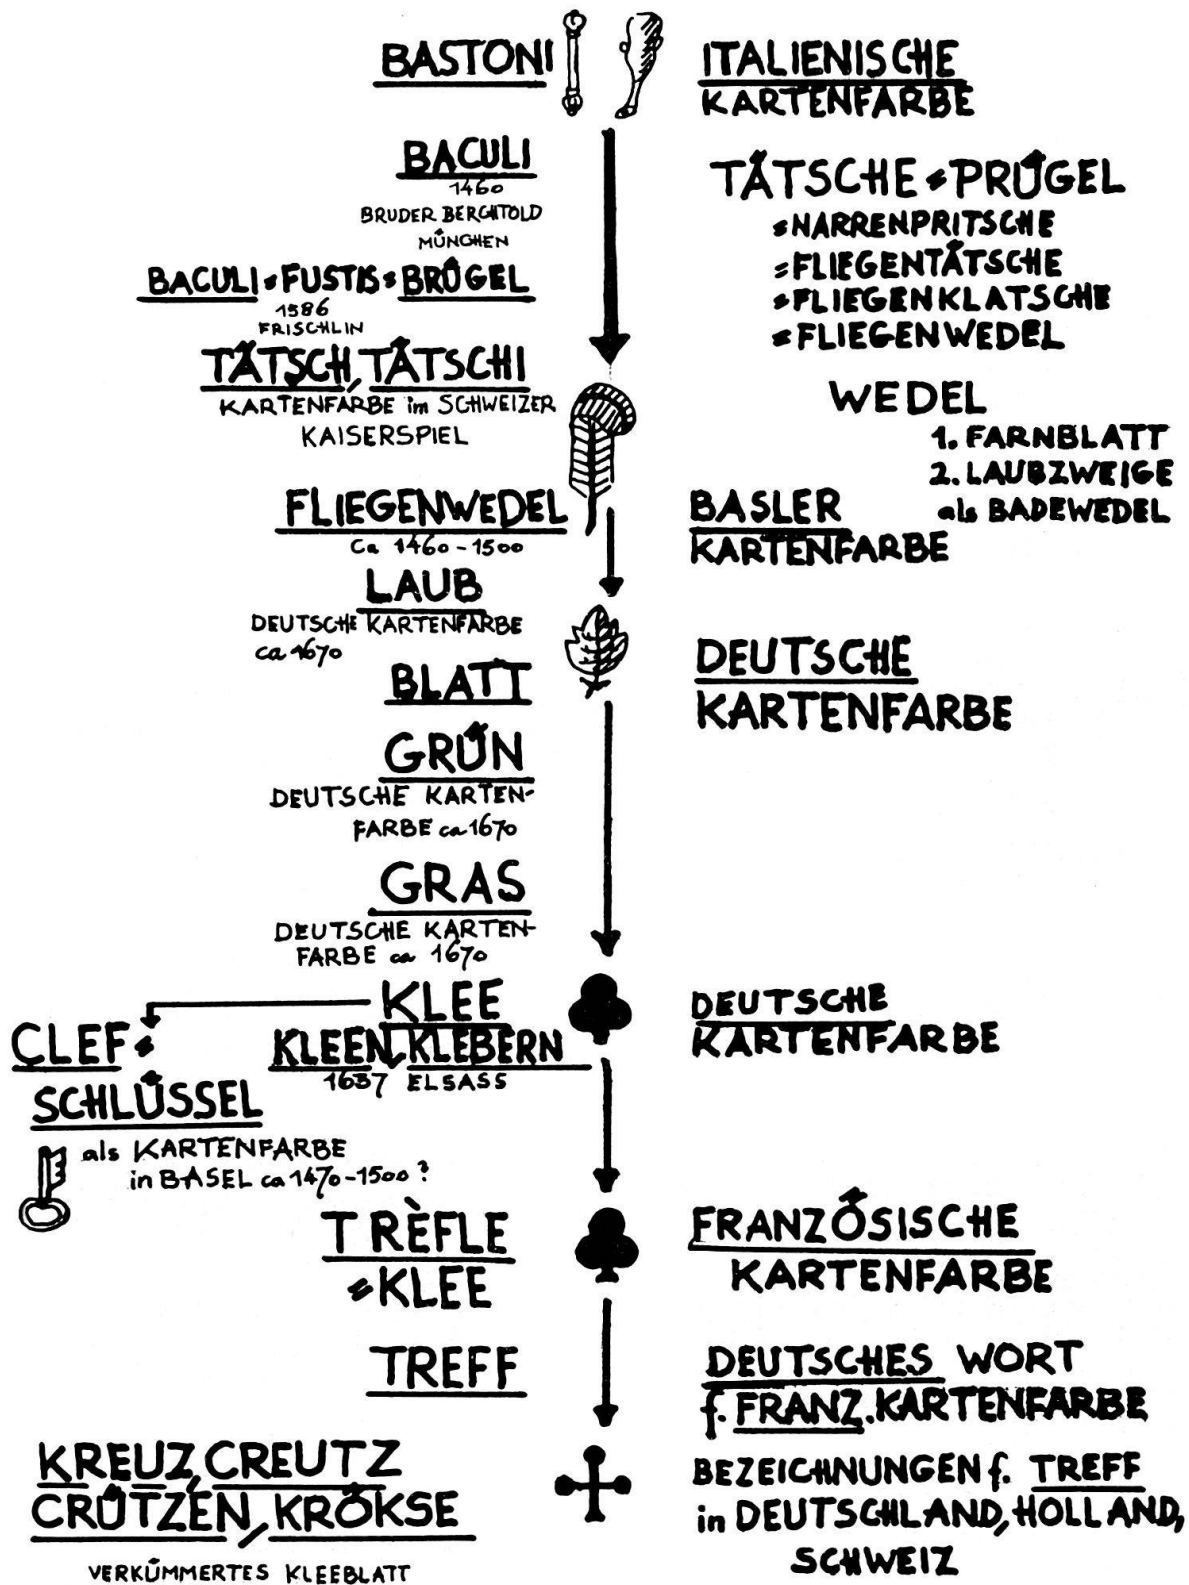 BASTONI
ITALIENISCHE
KARTENFARBE
BACULI
1460
BRUDER BERCHTOLD
MÜNCHEN
BACULI = FUSTIS = BRÜGEL
1586
FRISCHLIN
TÄTSCHE = PRÜGEL
= NARRENPRITSCHE
= FLIEGENTÄTSCHE
= FLIEGENKLATSCHE
= FLIEGENWEDEL
TÄTSCH, TÄTSCHI
KARTENFARBE im SCHWEIZER
KAISERSPIEL
WEDEL
1. FARNBLATT
2. LAUBZWEIGE
als BADEWEDEL
FLIEGENWEDEL
Ca 1460-1500
BASLER
KARTENFARBE
LAUB
DEUTSCHE KARTENFARBE
ca 1670
BLATT
DEUTSCHE
KARTENFARBE
GRÜN
DEUTSCHE KARTEN-
FARBE ca 1670
GRAS
DEUTSCHE KARTEN-
FARBE ca 1670
KLEE
KLEEN, KLEBERN
1637 ELSASS
DEUTSCHE
KARTENFARBE
CLEF =
SCHLÜSSEL
als KARTENFARBE
in BASEL ca 1470-1500 ?
TRÈFLE
= KLEE
FRANZÖSISCHE
KARTENFARBE
TREFF
DEUTSCHES WORT
f. FRANZ. KARTENFARBE
KREUZ, CREUTZ
CRÜTZEN, KRÖKSE
VERKÜMMERTES KLEEBLATT
BEZEICHNUNGEN f. TREFF
in DEUTSCHLAND, HOLLAND,
SCHWEIZ